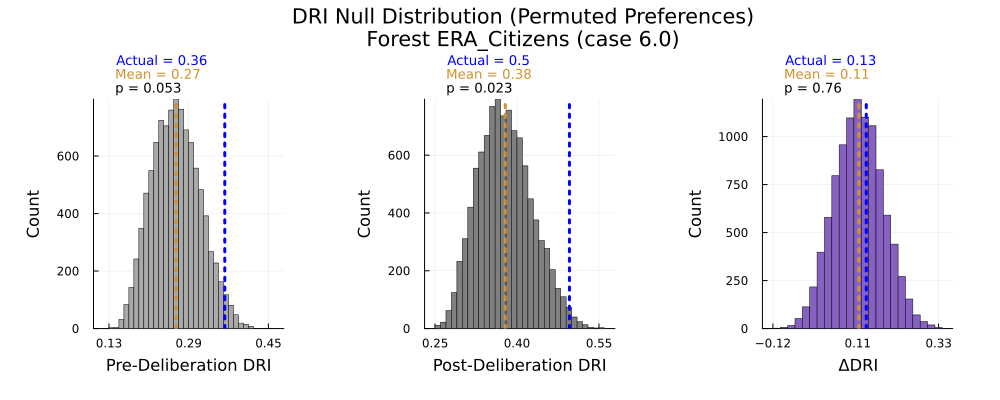 DRI Null Distribution (Permuted Preferences)
Forest ERA_Citizens (case 6.0)
Actual = 0.36
Mean = 0.27
p = 0.053
Count
600
400
200
0
0.13
0.29
0.45
Pre-Deliberation DRI
Actual = 0.5
Mean = 0.38
p = 0.023
Count
600
400
200
0
0.25
0.40
0.55
Post-Deliberation DRI
Actual = 0.13
Mean = 0.11
p = 0.76
Count
1000
750
500
250
0
−0.12
0.11
0.33
ΔDRI